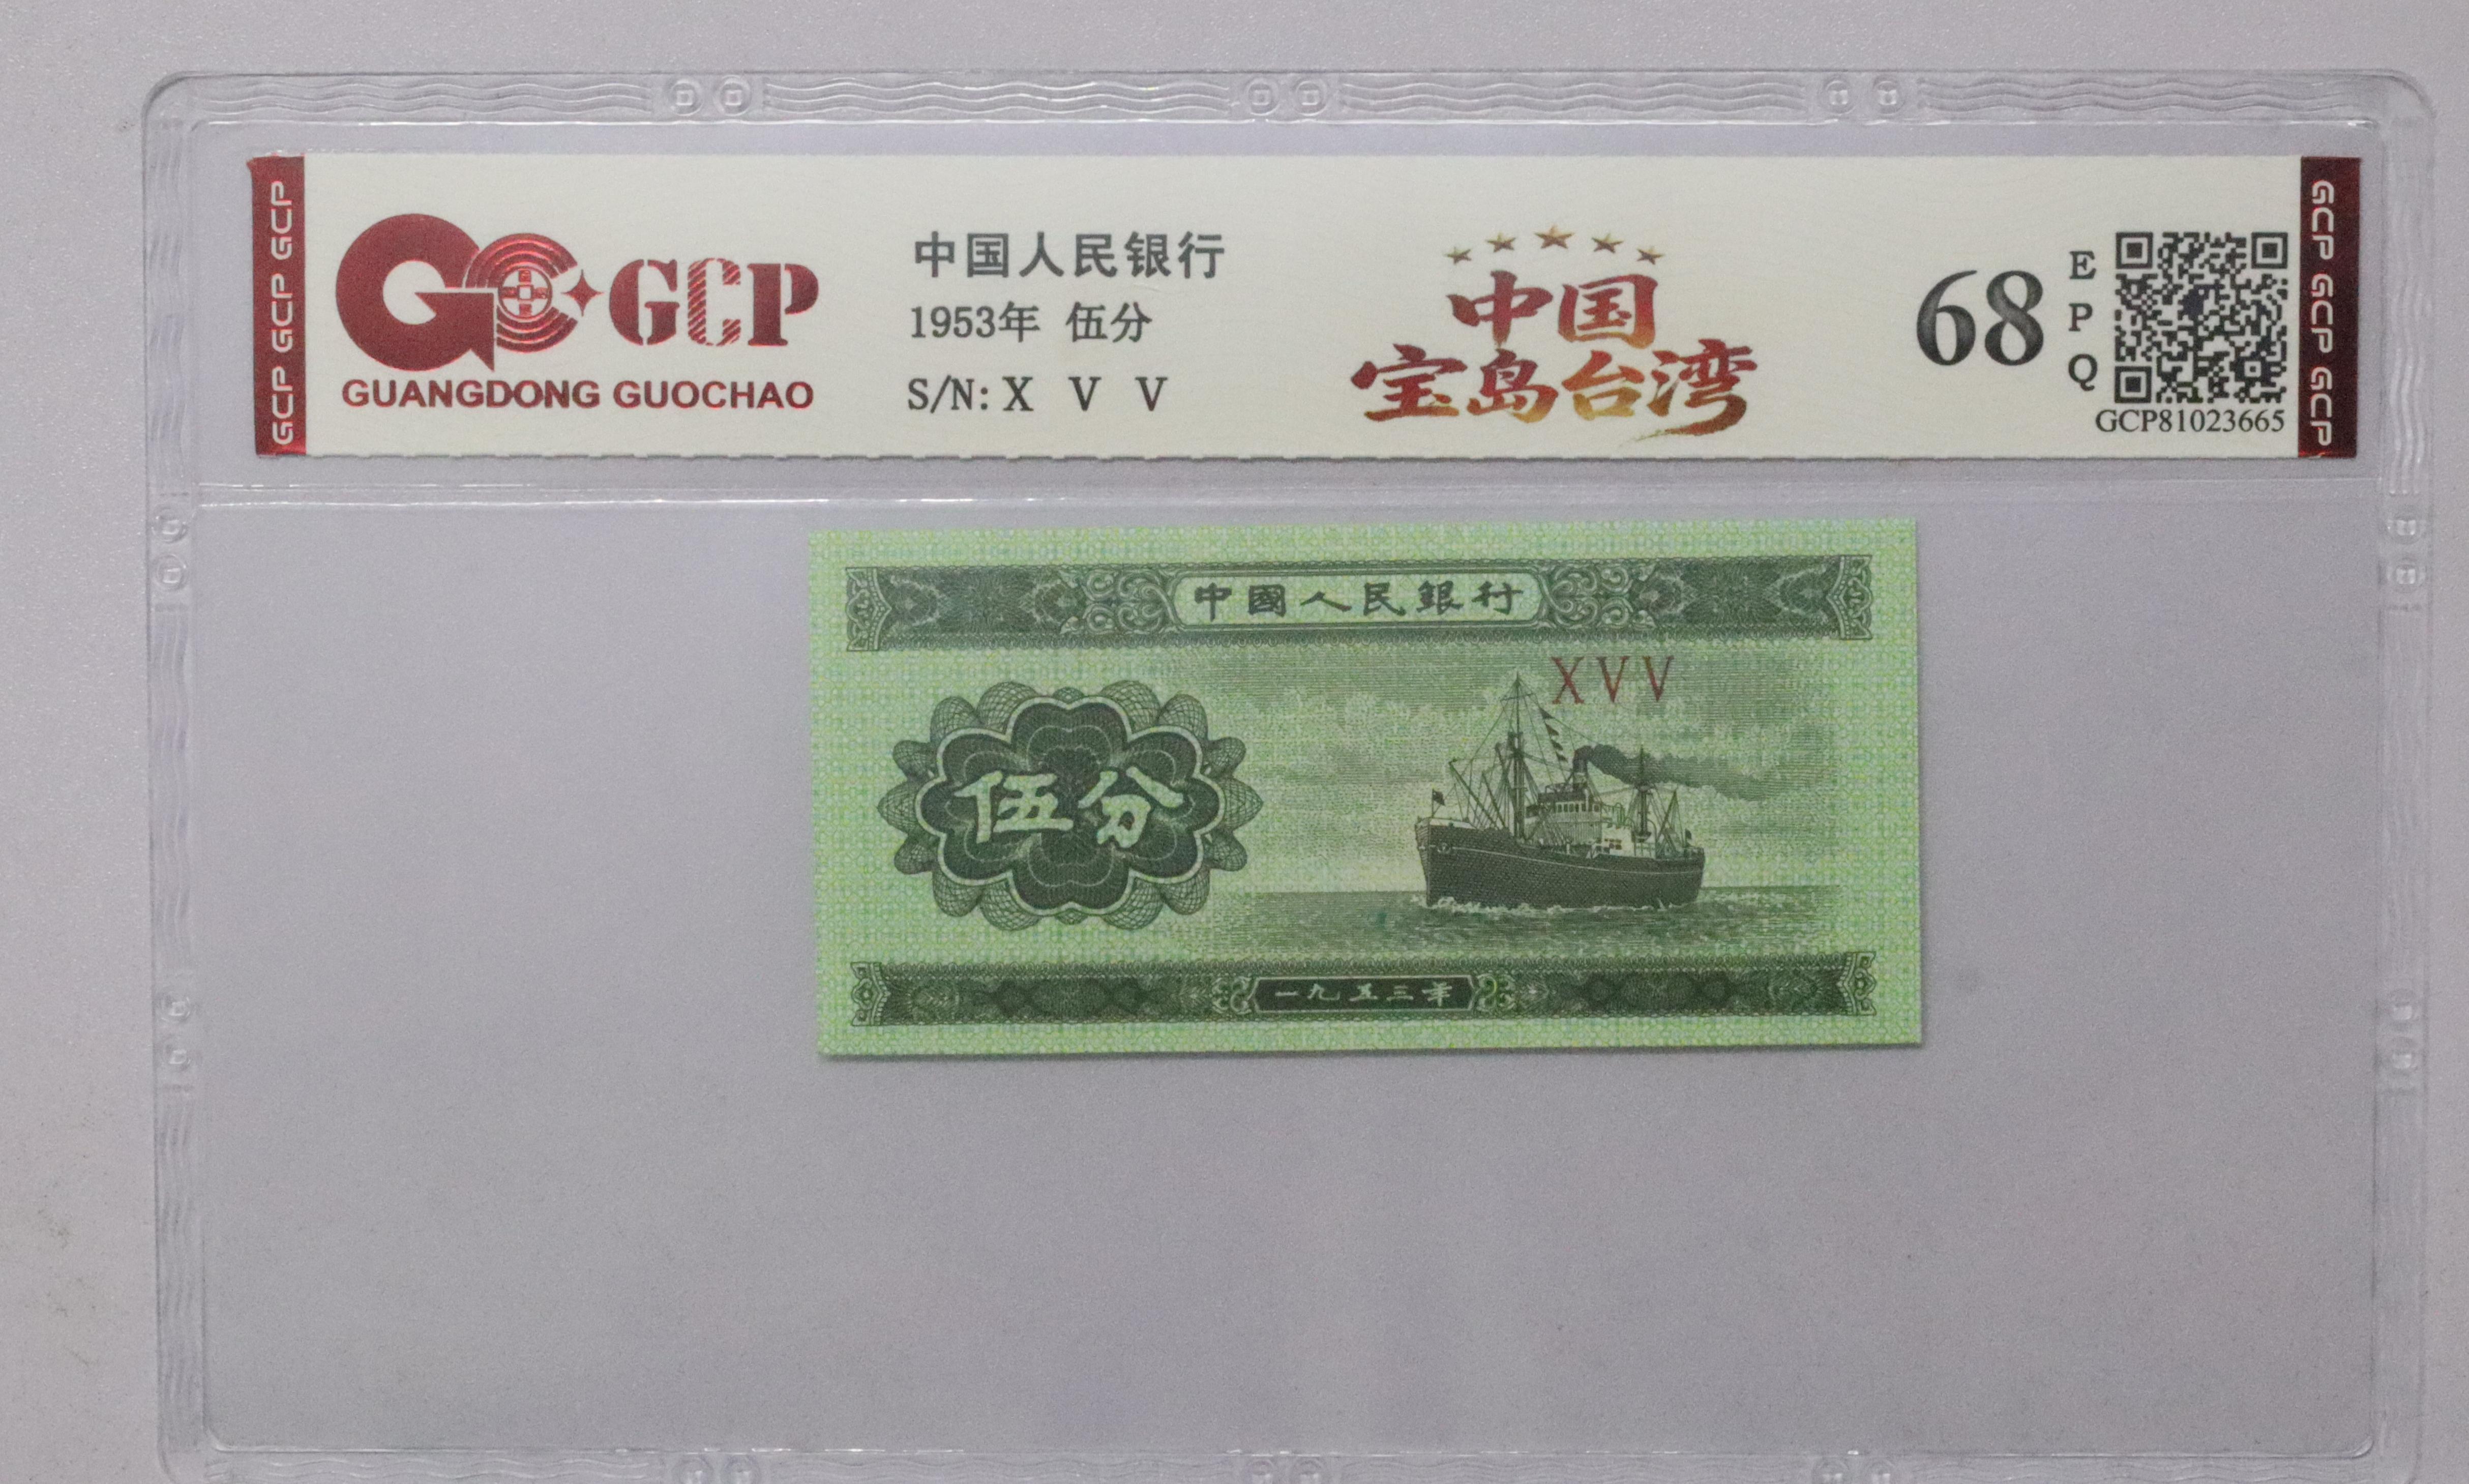 GCP GCP GCP
GCP
GUANGDONG GUOCHAO
中国人民银行
1953年 伍分
S/N: X V V
中国
宝岛台湾
68
E
P
Q
GCP81023665
GCP GCP GCP
中國人民銀行
XVV
伍分
一九五三年